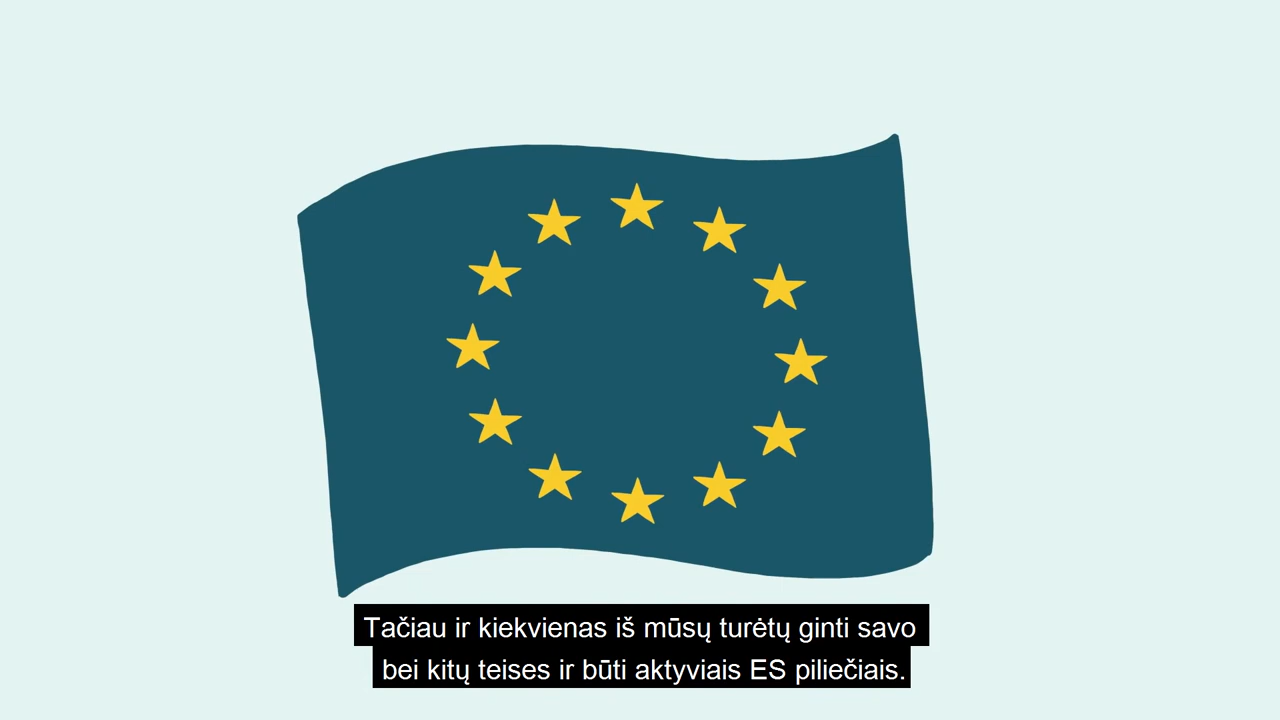 Tačiau ir kiekvienas iš mūsų turėtų ginti savo
bei kitų teises ir būti aktyviais ES piliečiais.